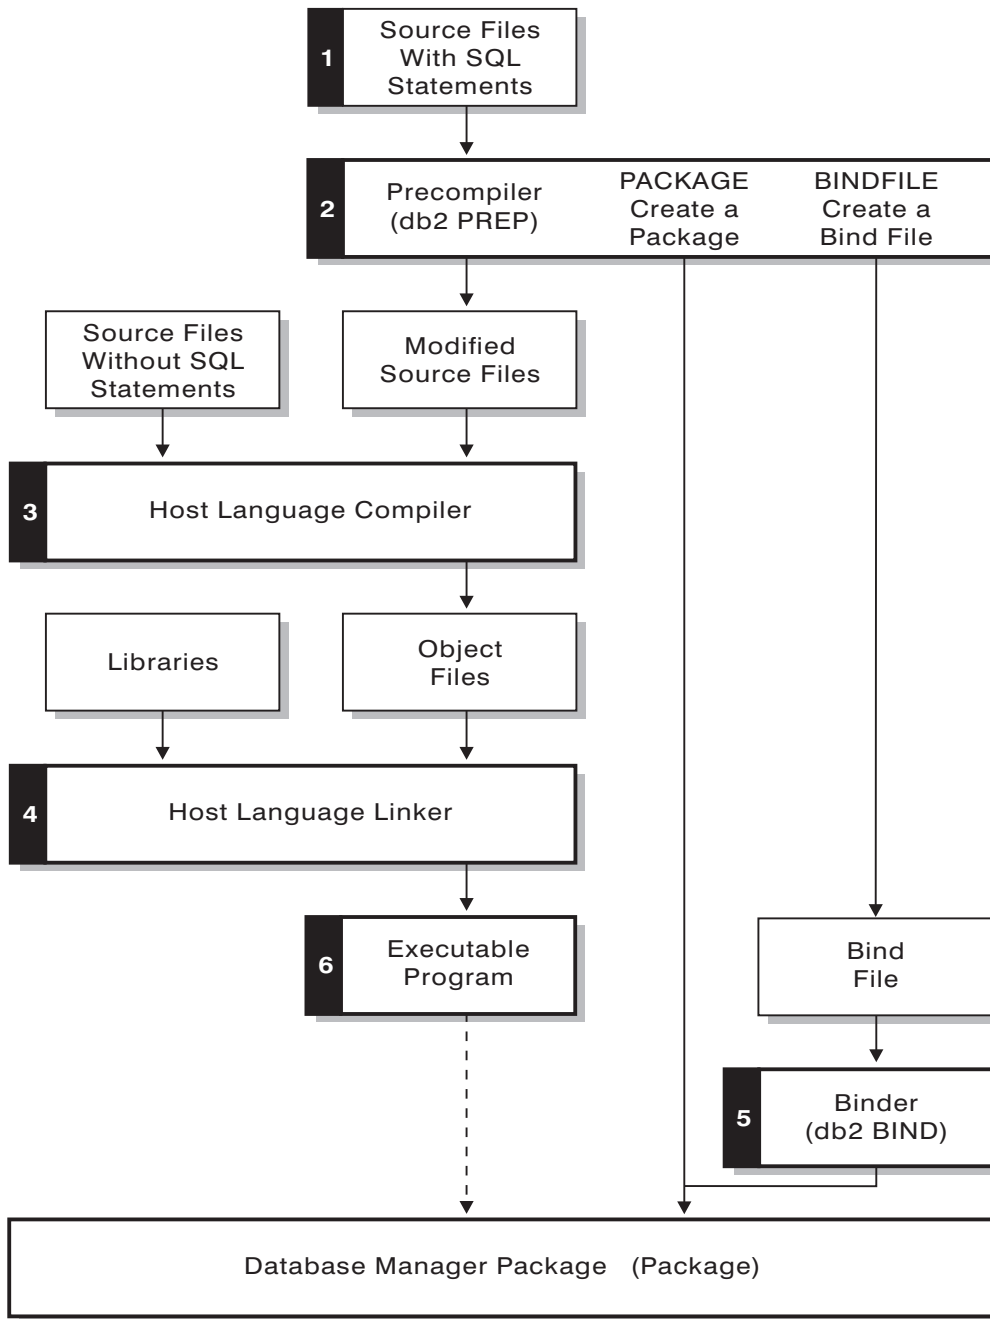 1
Source Files
With SQL
Statements
2
Precompiler
(db2 PREP)
PACKAGE
Create a
Package
BINDFILE
Create a
Bind File
Source Files
Without SQL
Statements
Modified
Source Files
3
Host Language Compiler
Libraries
Object
Files
4
Host Language Linker
6
Executable
Program
Bind
File
5
Binder
(db2 BIND)
Database Manager Package (Package)